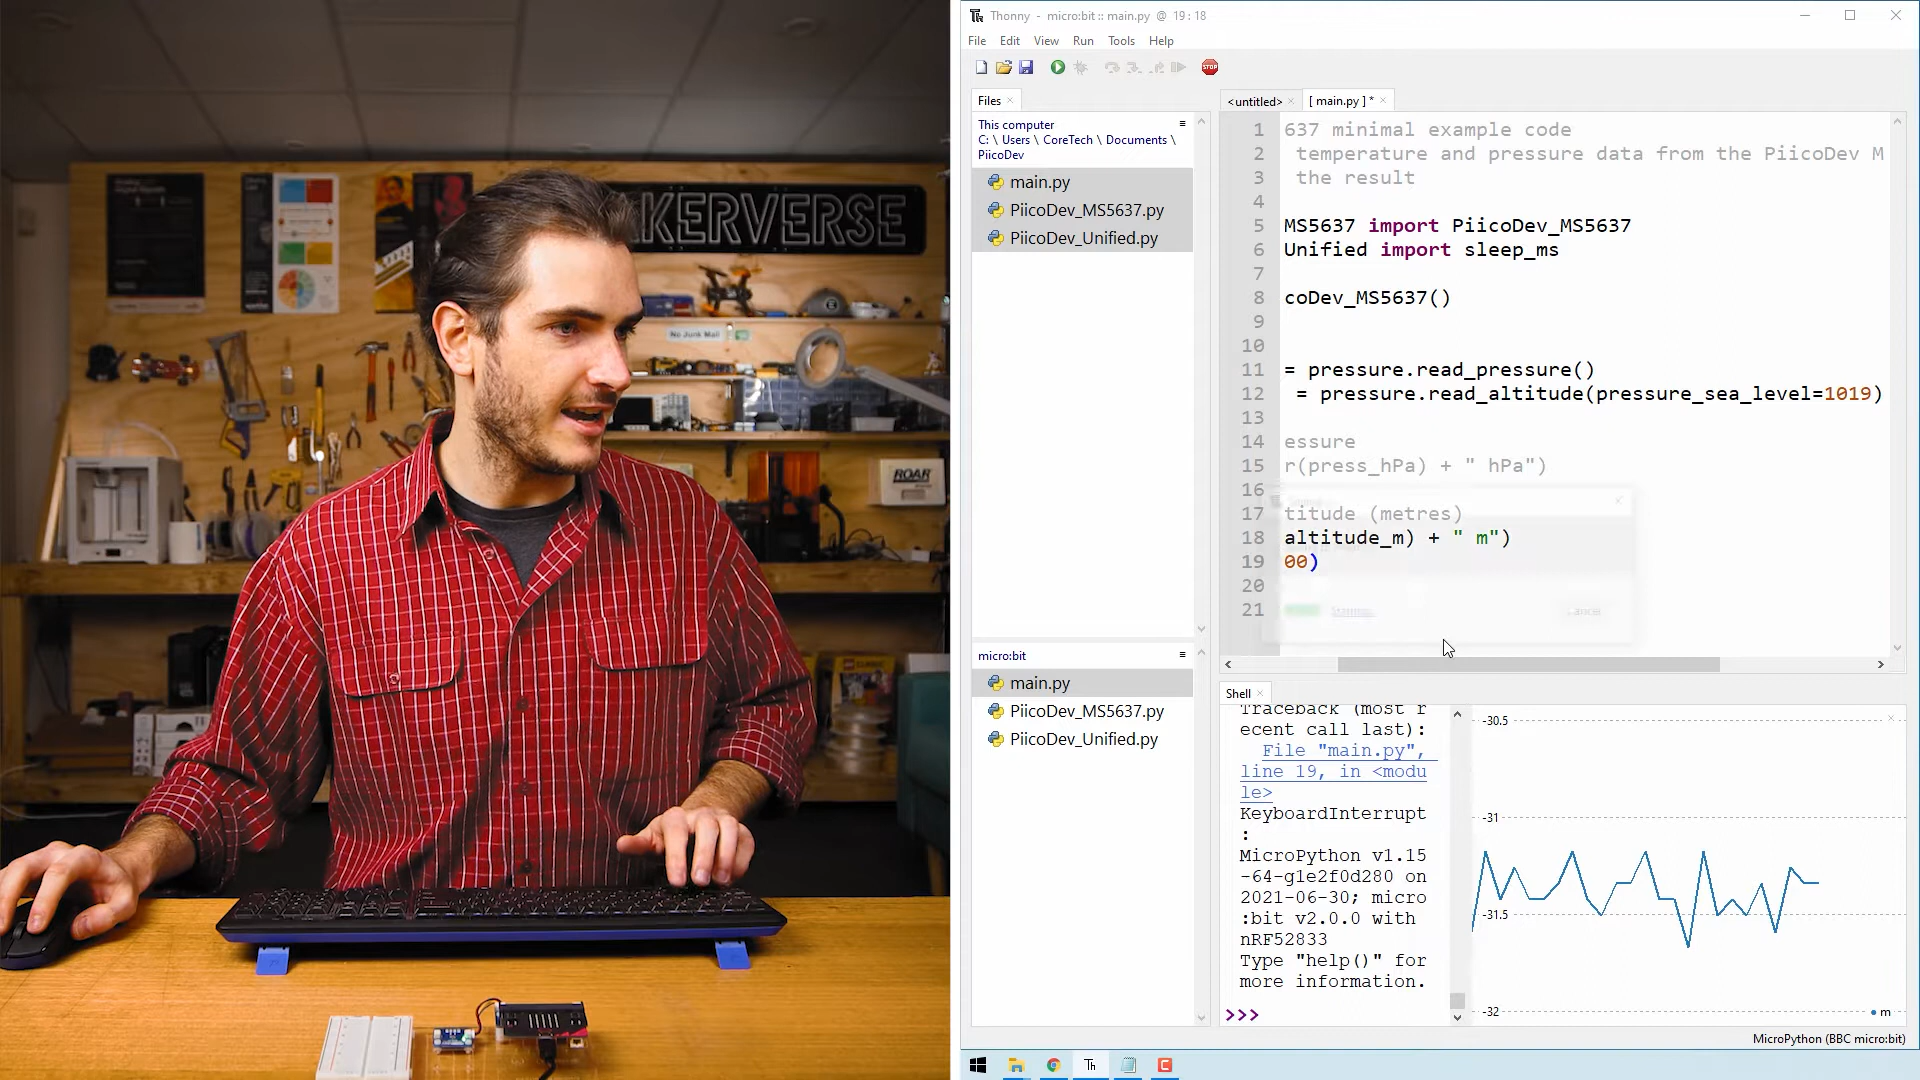 KERVERSE
No Junk Mail
ROAR
Thonny - micro:bit :: main.py @ 19 : 18
File Edit View Run Tools Help
STOP
Files
This computer
C: \ Users \ CoreTech \ Documents \
PiicoDev
main.py
PiicoDev_MS5637.py
PiicoDev_Unified.py
micro:bit
main.py
PiicoDev_MS5637.py
PiicoDev_Unified.py
<untitled> [ main.py ] *
1 637 minimal example code
2 temperature and pressure data from the PiicoDev M
3 the result
4
5 MS5637 import PiicoDev_MS5637
6 Unified import sleep_ms
7
8 coDev_MS5637()
9
10
11 = pressure.read_pressure()
12 = pressure.read_altitude(pressure_sea_level=1019)
13
14 essure
15 r(press_hPa) + " hPa")
16
17 titude (metres)
18 altitude_m) + " m")
19 00)
20
21
Cancel
Shell
Traceback (most r
ecent call last):
File "main.py",
line 19, in <modu
le>
KeyboardInterrupt
:
MicroPython v1.15
-64-g1e2f0d280 on
2021-06-30; micro
:bit v2.0.0 with
nRF52833
Type "help()" for
more information.
>>>
-30.5
-31
-31.5
-32
m
MicroPython (BBC micro:bit)
Th